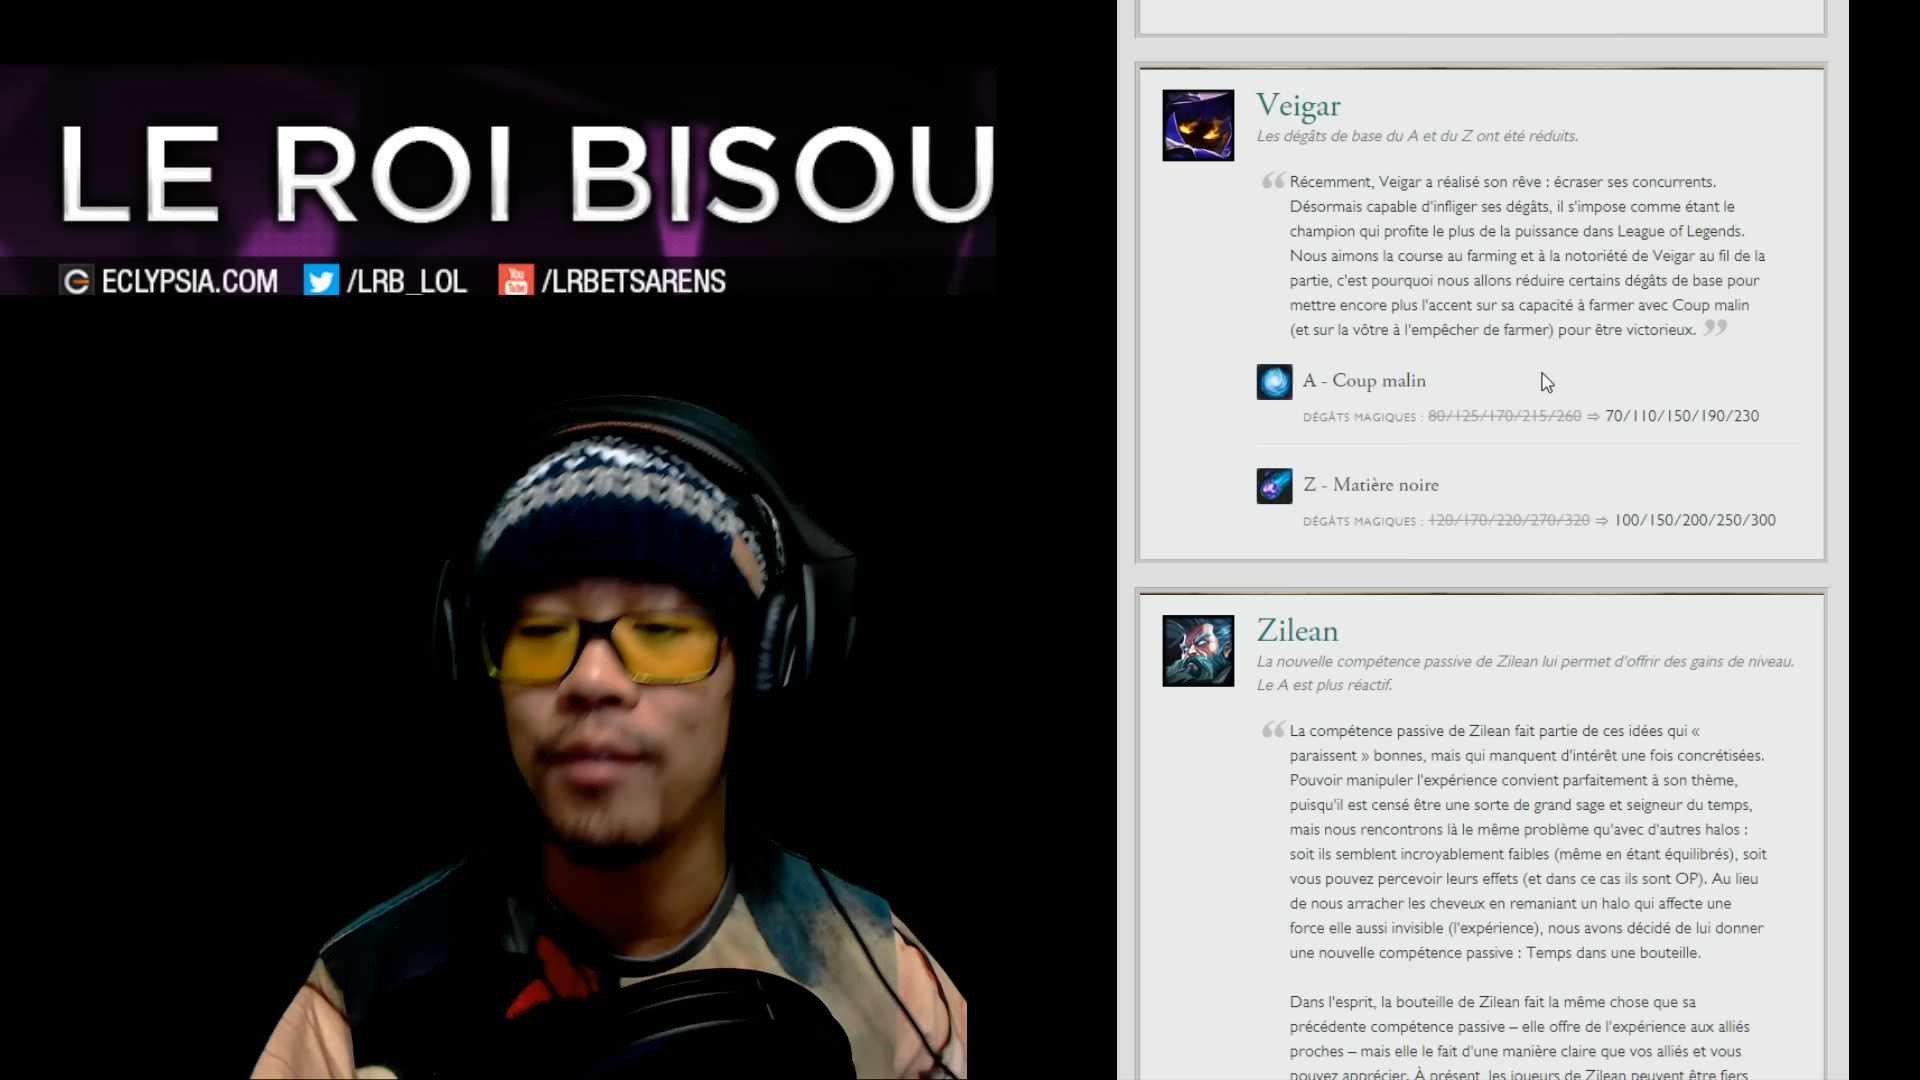 LE ROI BISOU
ECLYPSIA.COM /LRB_LOL You Tube /LRBETSARENS
Veigar
Les dégâts de base du A et du Z ont été réduits.
“ Récemment, Veigar a réalisé son rêve : écraser ses concurrents.
Désormais capable d'infliger ses dégâts, il s'impose comme étant le
champion qui profite le plus de la puissance dans League of Legends.
Nous aimons la course au farming et à la notoriété de Veigar au fil de la
partie, c'est pourquoi nous allons réduire certains dégâts de base pour
mettre encore plus l'accent sur sa capacité à farmer avec Coup malin
(et sur la vôtre à l'empêcher de farmer) pour être victorieux. ”
A - Coup malin
DÉGÂTS MAGIQUES : 80/125/170/215/260 ⇒ 70/110/150/190/230
Z - Matière noire
DÉGÂTS MAGIQUES : 120/170/220/270/320 ⇒ 100/150/200/250/300
Zilean
La nouvelle compétence passive de Zilean lui permet d'offrir des gains de niveau.
Le A est plus réactif.
“ La compétence passive de Zilean fait partie de ces idées qui «
paraissent » bonnes, mais qui manquent d'intérêt une fois concrétisées.
Pouvoir manipuler l'expérience convient parfaitement à son thème,
puisqu'il est censé être une sorte de grand sage et seigneur du temps,
mais nous rencontrons là le même problème qu'avec d'autres halos :
soit ils semblent incroyablement faibles (même en étant équilibrés), soit
vous pouvez percevoir leurs effets (et dans ce cas ils sont OP). Au lieu
de nous arracher les cheveux en remaniant un halo qui affecte une
force elle aussi invisible (l'expérience), nous avons décidé de lui donner
une nouvelle compétence passive : Temps dans une bouteille.
Dans l'esprit, la bouteille de Zilean fait la même chose que sa
précédente compétence passive – elle offre de l'expérience aux alliés
proches – mais elle le fait d'une manière claire que vos alliés et vous
pouvez apprécier. À présent, les joueurs de Zilean peuvent être fiers